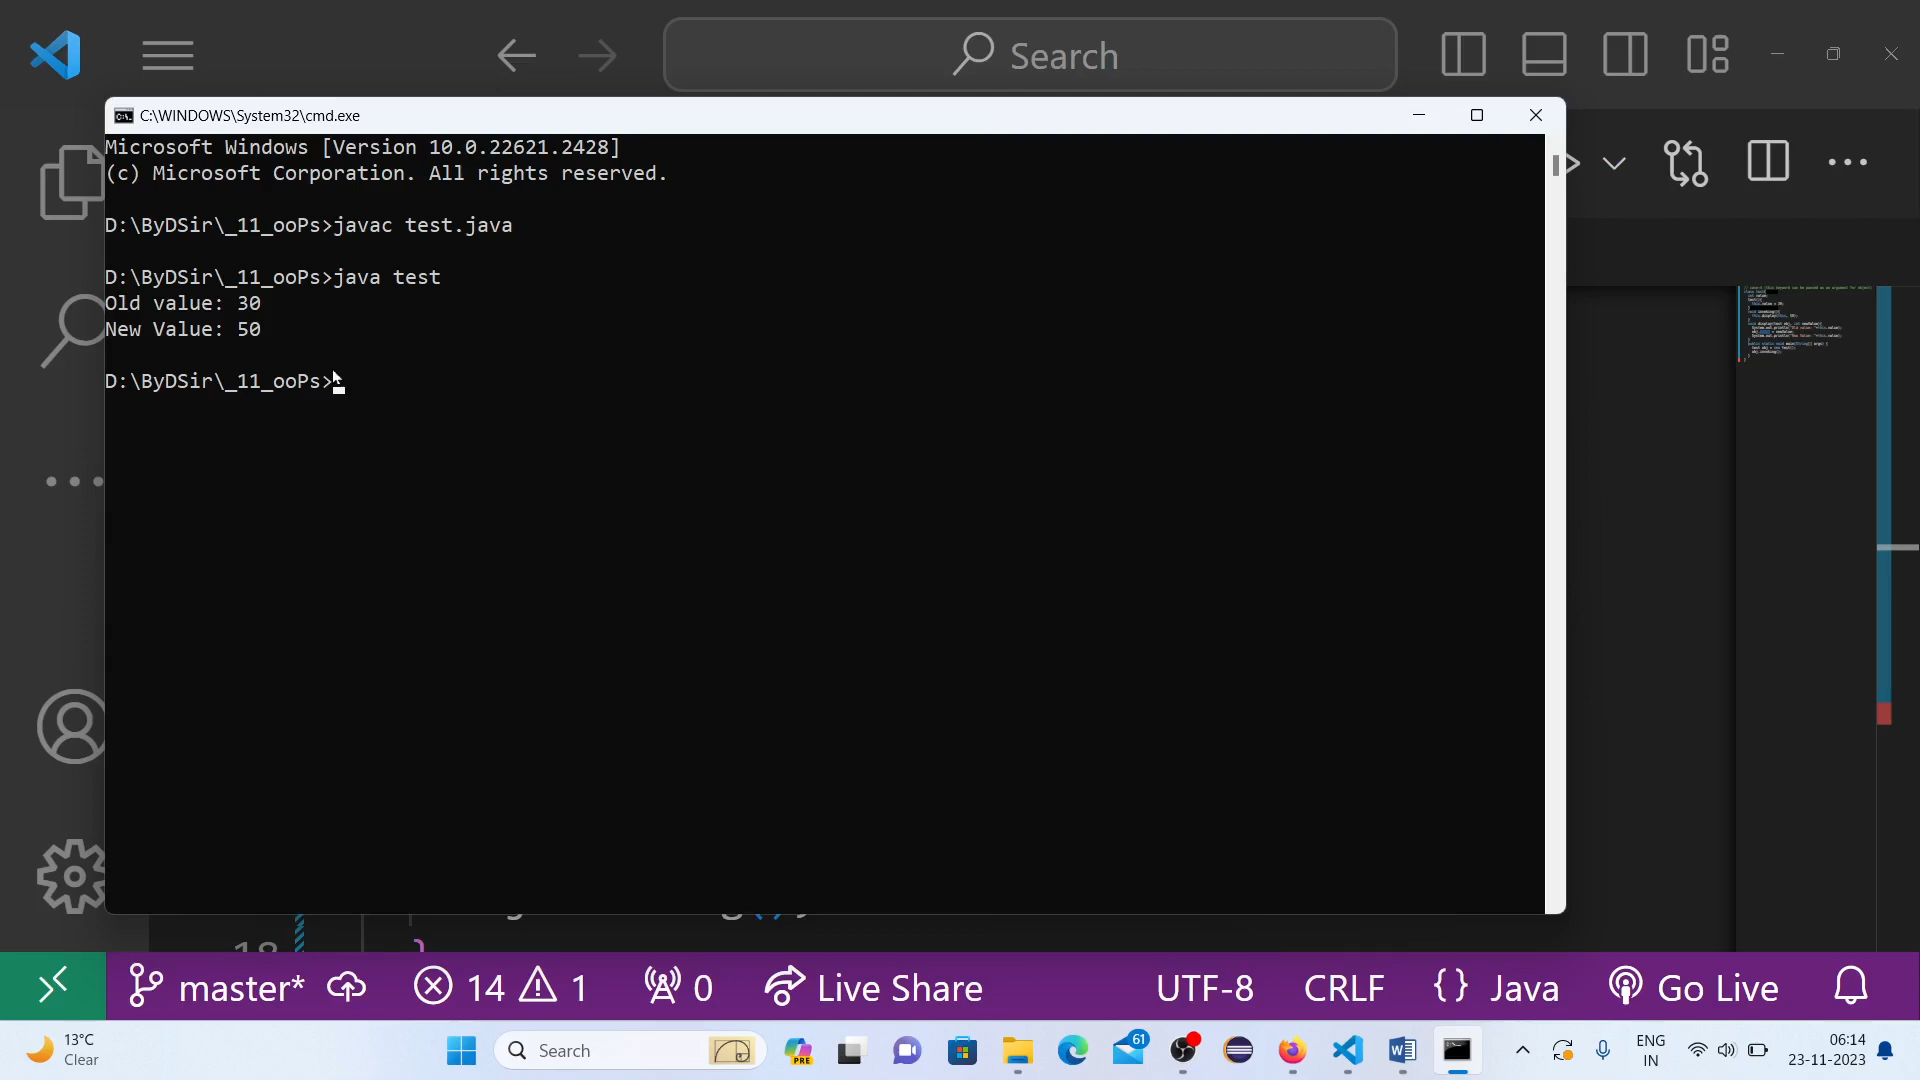 Search
C:\WINDOWS\System32\cmd.exe
Microsoft Windows [Version 10.0.22621.2428]
(c) Microsoft Corporation. All rights reserved.
D:\ByDSir\_11_ooPs>javac test.java
D:\ByDSir\_11_ooPs>java test
Old value: 30
New Value: 50
D:\ByDSir\_11_ooPs>
18
}
master*
14
1
0
Live Share
UTF-8
CRLF
{ } Java
Go Live
13°C
Clear
Search
PRE
61
ENG
IN
06:14
23-11-2023